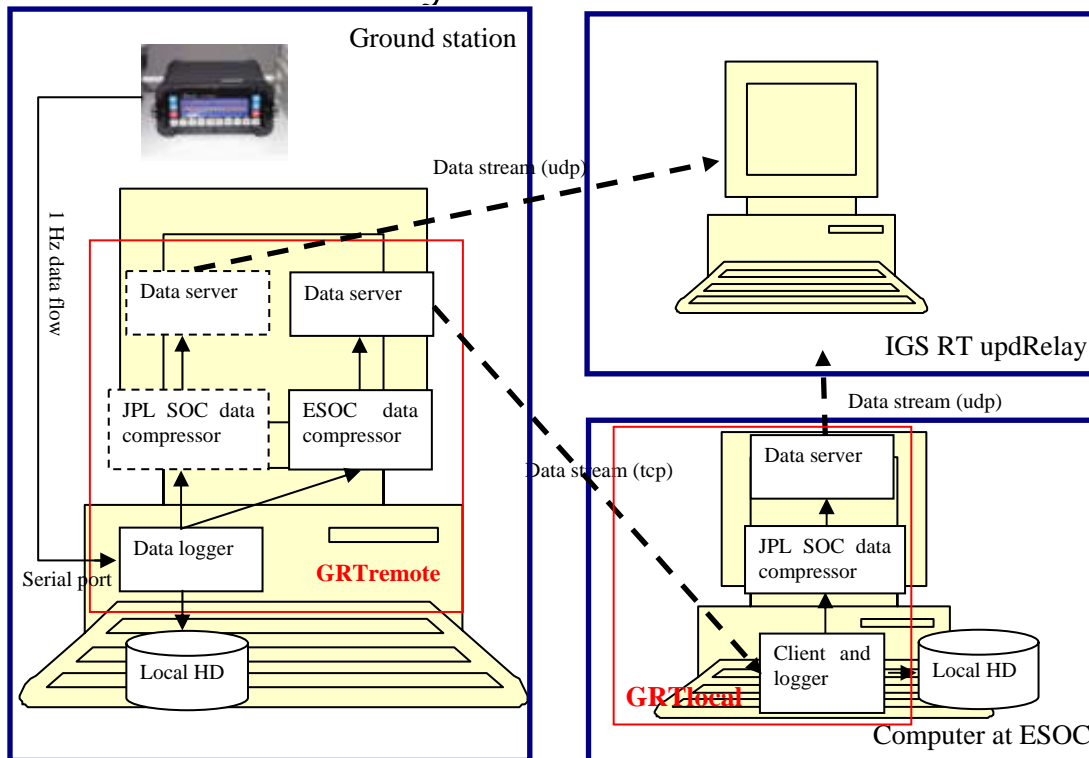 Ground station
1 Hz data flow
Data stream (udp)
Data server
Data server
JPL SOC data
compressor
ESOC data
compressor
Data logger
Serial port
GRTremote
Local HD
IGS RT updRelay
Data stream (udp)
Data stream (tcp)
Data server
JPL SOC data
compressor
Client and
logger
GRTlocal
Local HD
Computer at ESOC